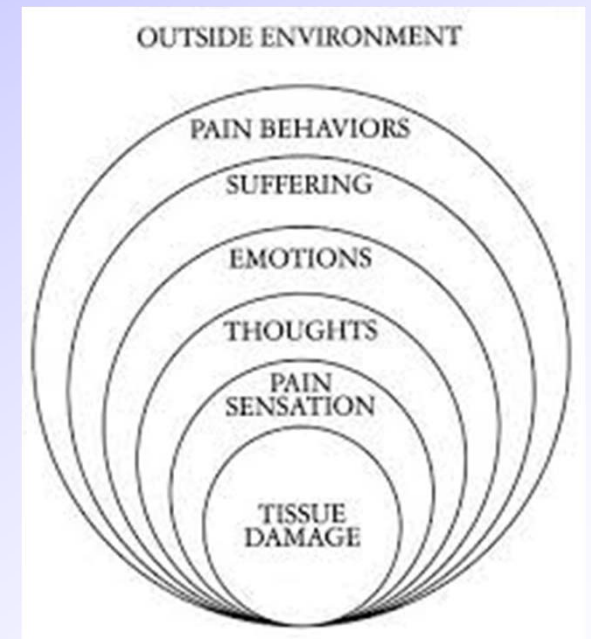 OUTSIDE ENVIRONMENT
PAIN BEHAVIORS
SUFFERING
EMOTIONS
THOUGHTS
PAIN
SENSATION
TISSUE
DAMAGE